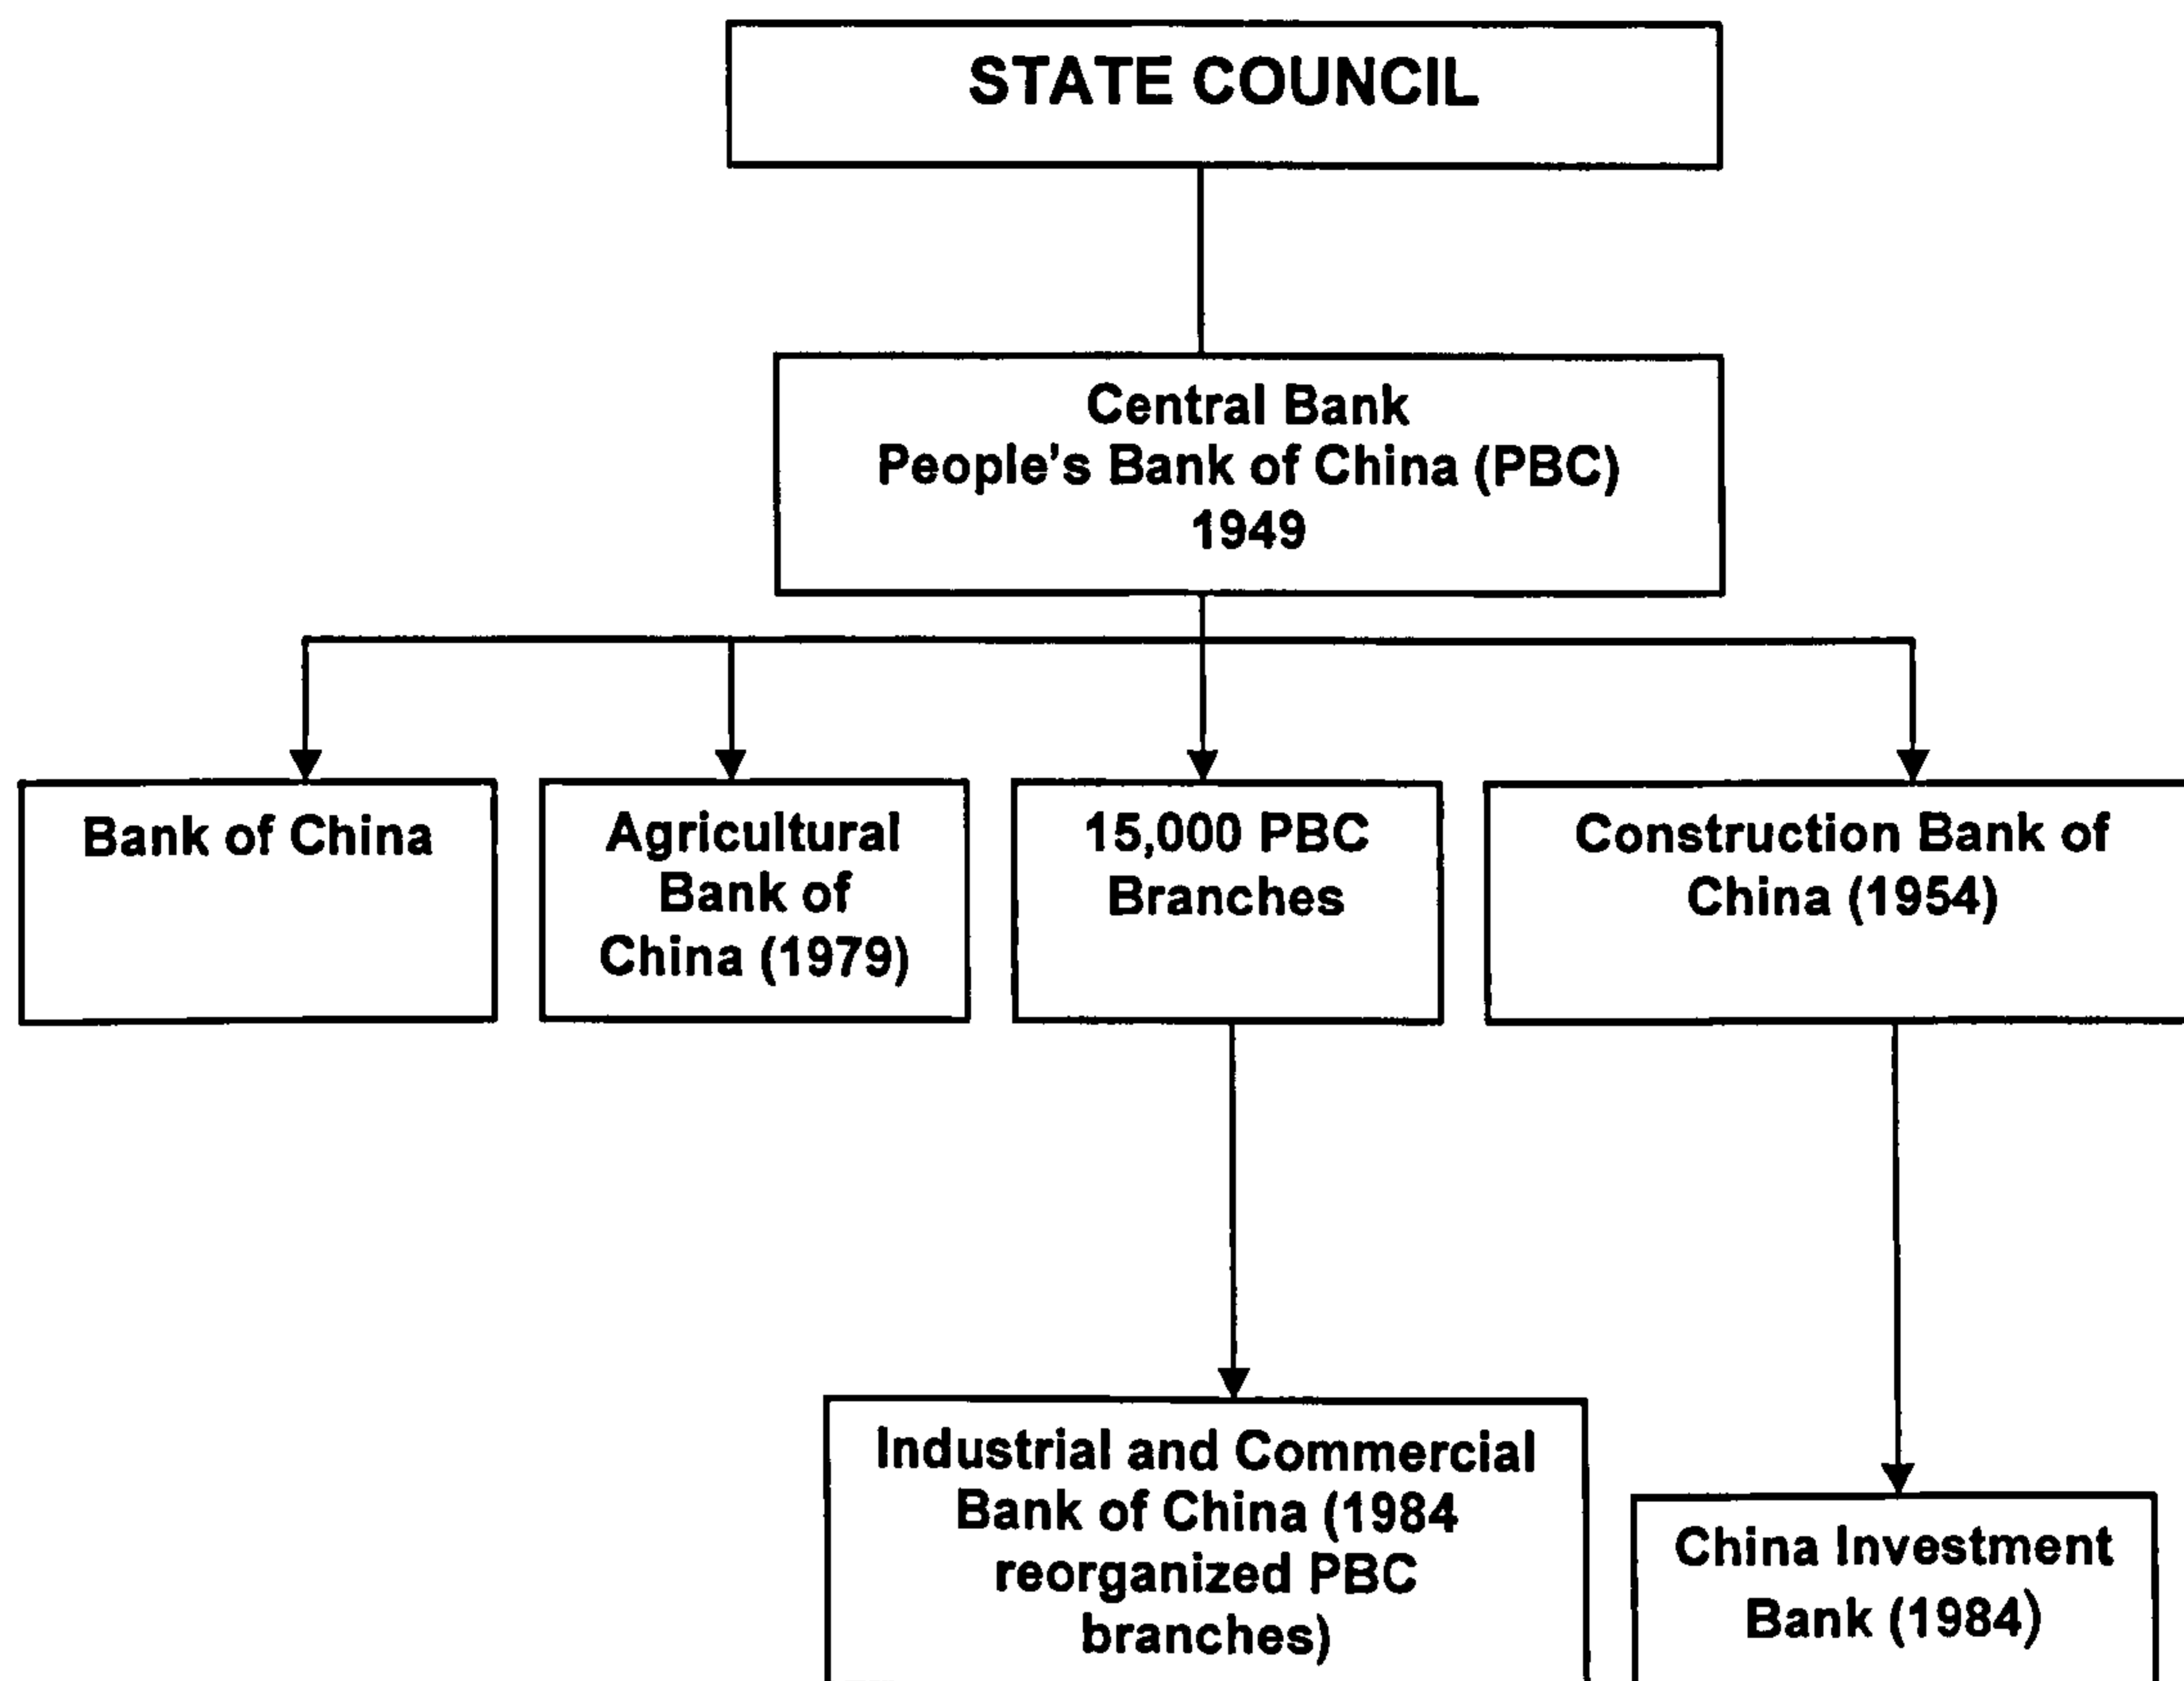 STATE COUNCIL
Central Bank
People's Bank of China (PBC)
1949
Bank of China
Agricultural
Bank of
China (1979)
15,000 PBC
Branches
Construction Bank of
China (1954)
Industrial and Commercial
Bank of China (1984
reorganized PBC
branches)
China Investment
Bank (1984)